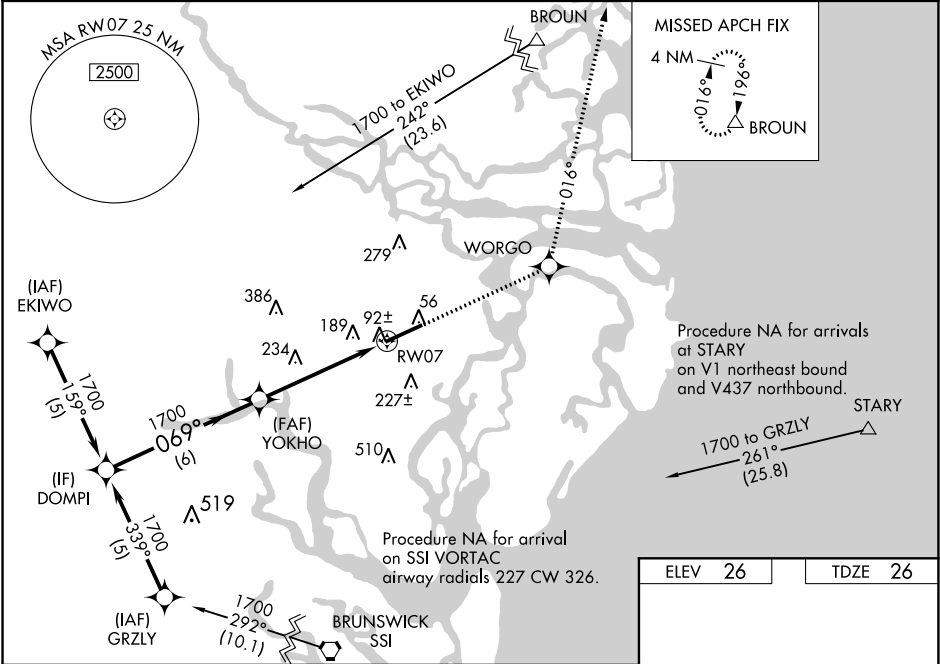 MSA RW07 25 NM
2500
BROUN
1700 to EKIWO
242°
(23.6)
MISSED APCH FIX
4 NM
016°
196°
BROUN
016°
279
WORGO
(IAF)
EKIWO
386
189
92±
56
234
RW07
227±
1700
159°
(5)
1700
069°
(6)
(FAF)
YOKHO
Procedure NA for arrivals
at STARY
on V1 northeast bound
and V437 northbound.
STARY
1700 to GRZLY
261°
(25.8)
510
(IF)
DOMPI
519
1700
339°
(5)
Procedure NA for arrival
on SSI VORTAC
airway radials 227 CW 326.
(IAF)
GRZLY
1700
292°
(10.1)
BRUNSWICK
SSI
ELEV 26
TDZE 26